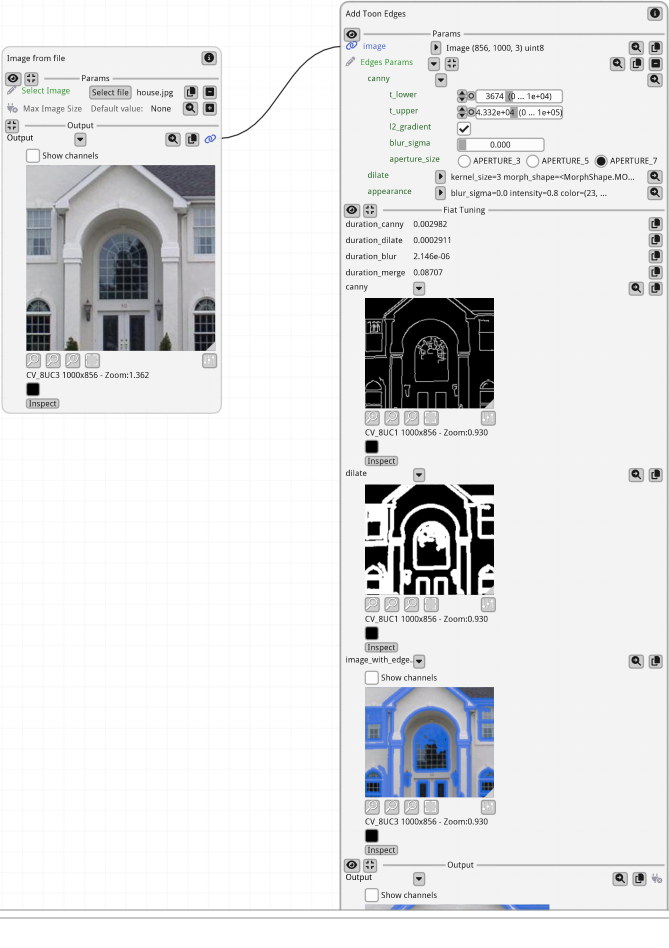 Add Toon Edges
Params
image
Image (856, 1000, 3) uint8
Edges Params
canny
t_lower
3674 (0 ... 1e+04)
t_upper
4.332e+04 (0 ... 1e+05)
l2_gradient
blur_sigma
0.000
aperture_size
APERTURE_3
APERTURE_5
APERTURE_7
dilate
kernel_size=3 morph_shape=<MorphShape.MO...
appearance
blur_sigma=0.0 intensity=0.8 color=(23, ...
Fiat Tuning
duration_canny 0.002982
duration_dilate 0.0002911
duration_blur 2.146e-06
duration_merge 0.08707
canny
CV_8UC1 1000x856 - Zoom:0.930
Inspect
dilate
CV_8UC1 1000x856 - Zoom:0.930
Inspect
image_with_edge..
Show channels
CV_8UC3 1000x856 - Zoom:0.930
Inspect
Output
Output
Show channels
Image from file
Params
Select Image
Select file
house.jpg
Max Image Size
Default value:
None
Output
Output
Show channels
CV_8UC3 1000x856 - Zoom:1.362
Inspect